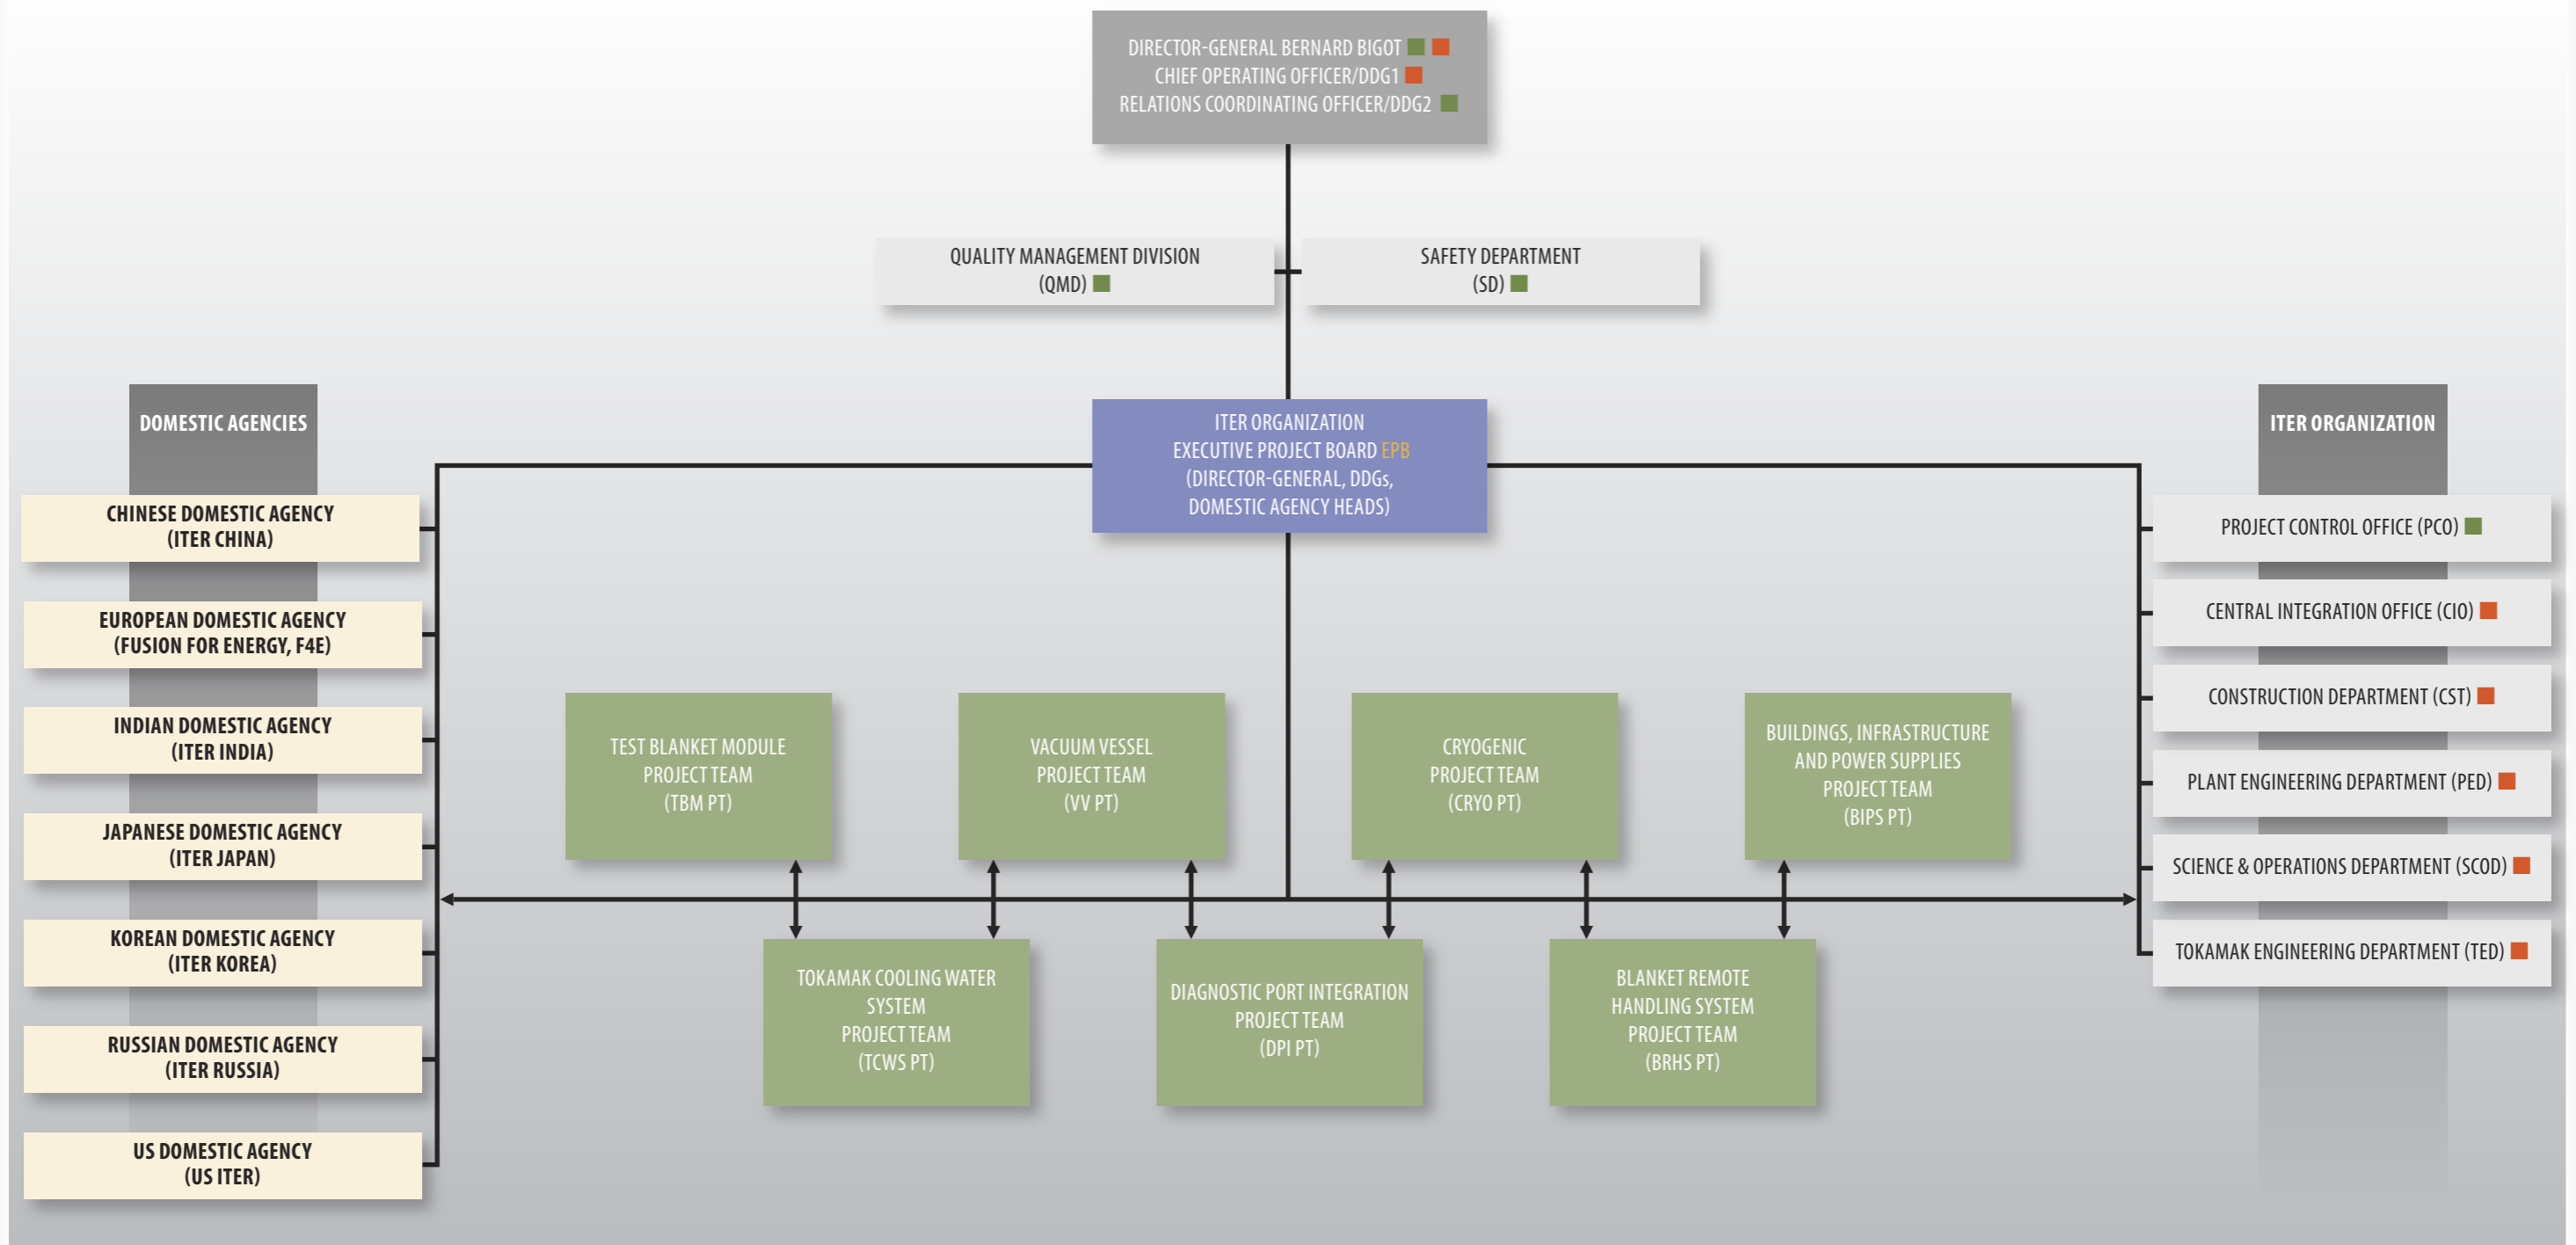 DIRECTOR-GENERAL BERNARD BIGOT
CHIEF OPERATING OFFICER/DDG1
RELATIONS COORDINATING OFFICER/DDG2
QUALITY MANAGEMENT DIVISION
(QMD)
SAFETY DEPARTMENT
(SD)
ITER ORGANIZATION
EXECUTIVE PROJECT BOARD EPB
(DIRECTOR-GENERAL, DDGs,
DOMESTIC AGENCY HEADS)
DOMESTIC AGENCIES
CHINESE DOMESTIC AGENCY
(ITER CHINA)
EUROPEAN DOMESTIC AGENCY
(FUSION FOR ENERGY, F4E)
INDIAN DOMESTIC AGENCY
(ITER INDIA)
JAPANESE DOMESTIC AGENCY
(ITER JAPAN)
KOREAN DOMESTIC AGENCY
(ITER KOREA)
RUSSIAN DOMESTIC AGENCY
(ITER RUSSIA)
US DOMESTIC AGENCY
(US ITER)
TEST BLANKET MODULE
PROJECT TEAM
(TBM PT)
VACUUM VESSEL
PROJECT TEAM
(VV PT)
CRYOGENIC
PROJECT TEAM
(CRYO PT)
BUILDINGS, INFRASTRUCTURE
AND POWER SUPPLIES
PROJECT TEAM
(BIPS PT)
TOKAMAK COOLING WATER
SYSTEM
PROJECT TEAM
(TCWS PT)
DIAGNOSTIC PORT INTEGRATION
PROJECT TEAM
(DPI PT)
BLANKET REMOTE
HANDLING SYSTEM
PROJECT TEAM
(BRHS PT)
ITER ORGANIZATION
PROJECT CONTROL OFFICE (PCO)
CENTRAL INTEGRATION OFFICE (CIO)
CONSTRUCTION DEPARTMENT (CST)
PLANT ENGINEERING DEPARTMENT (PED)
SCIENCE & OPERATIONS DEPARTMENT (SCOD)
TOKAMAK ENGINEERING DEPARTMENT (TED)